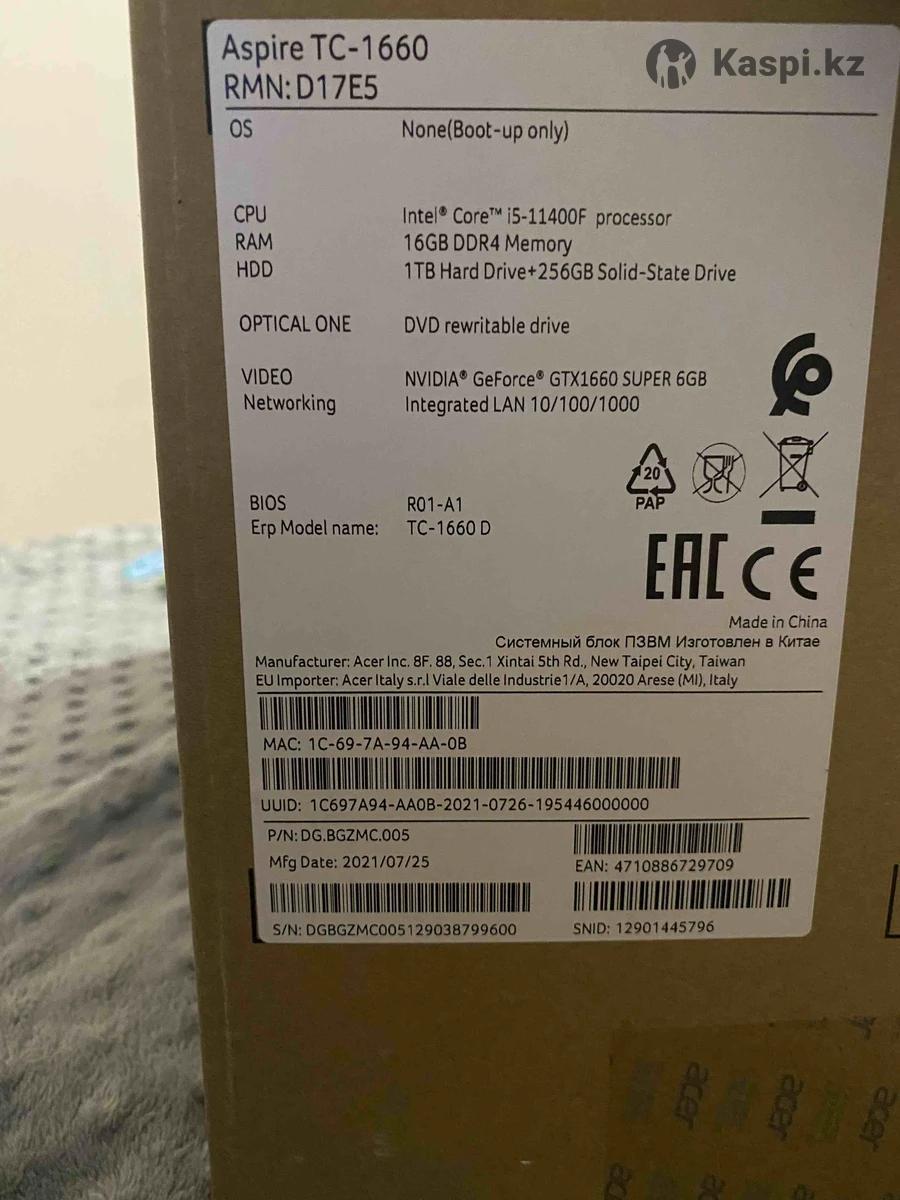 Aspire TC-1660
Kaspi.kz
RMN: D17E5
OS None(Boot-up only)
CPU Intel® Core™ i5-11400F processor
RAM 16GB DDR4 Memory
HDD 1TB Hard Drive+256GB Solid-State Drive
OPTICAL ONE DVD rewritable drive
VIDEO NVIDIA® GeForce® GTX1660 SUPER 6GB
Networking Integrated LAN 10/100/1000
20
PAP
BIOS R01-A1
Erp Model name: TC-1660 D
EAC CE
Made in China
Системный блок ПЗВМ Изготовлен в Китае
Manufacturer: Acer Inc. 8F. 88, Sec.1 Xintai 5th Rd., New Taipei City, Taiwan
EU Importer: Acer Italy s.r.l Viale delle Industrie1/A, 20020 Arese (MI), Italy
MAC: 1C-69-7A-94-AA-0B
UUID: 1C697A94-AA0B-2021-0726-195446000000
P/N: DG.BGZMC.005
Mfg Date: 2021/07/25
EAN: 4710886729709
S/N: DGBGZMC005129038799600
SNID: 12901445796
acer acer acer
acer acer